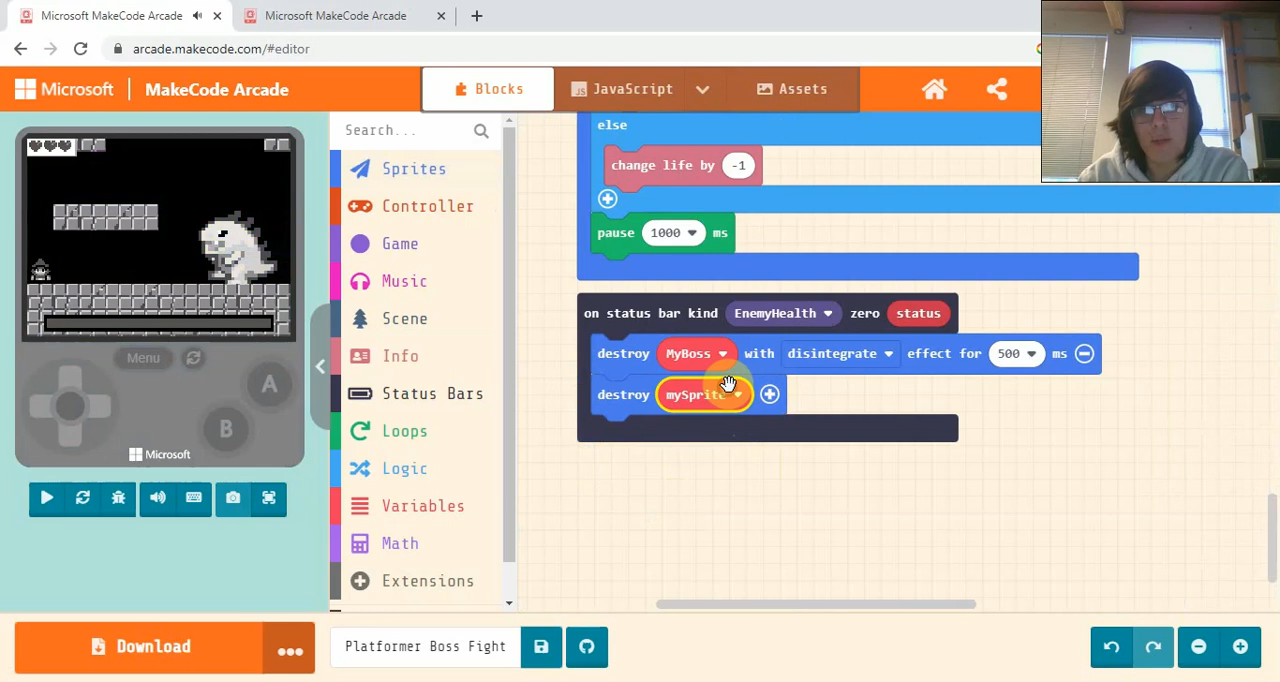 Microsoft MakeCode Arcade
Microsoft MakeCode Arcade
arcade.makecode.com/#editor
Microsoft
MakeCode Arcade
Blocks
JavaScript
Assets
Search...
Sprites
Controller
Game
Music
Scene
Info
Status Bars
Loops
Logic
Variables
Math
Extensions
else
change life by -1
pause 1000 ms
on status bar kind EnemyHealth zero status
destroy MyBoss with disintegrate effect for 500 ms
destroy mySprite
Menu
A
B
Microsoft
Download
Platformer Boss Fight